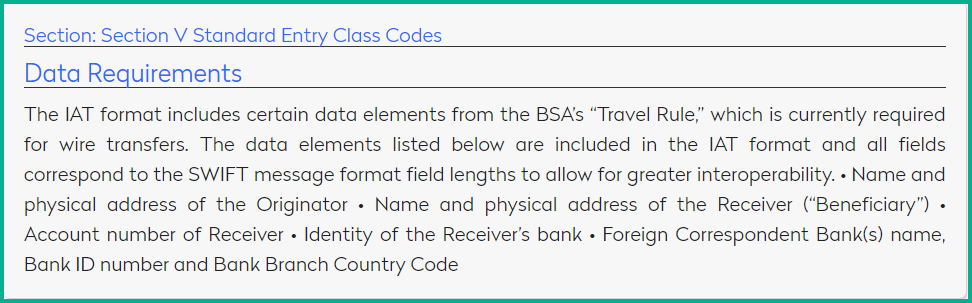 Section: Section V Standard Entry Class Codes
Data Requirements
The IAT format includes certain data elements from the BSA's “Travel Rule,” which is currently required
for wire transfers. The data elements listed below are included in the IAT format and all fields
correspond to the SWIFT message format field lengths to allow for greater interoperability. • Name and
physical address of the Originator • Name and physical address of the Receiver (“Beneficiary”) •
Account number of Receiver • Identity of the Receiver's bank • Foreign Correspondent Bank(s) name,
Bank ID number and Bank Branch Country Code